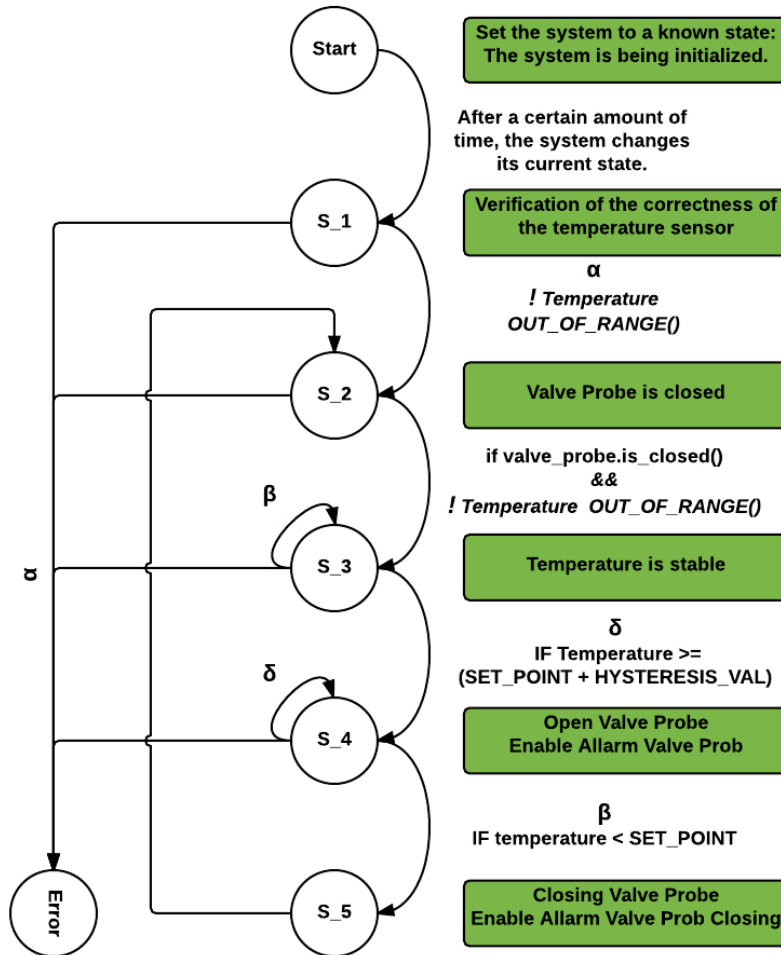 Start
Set the system to a known state:
The system is being initialized.
After a certain amount of
time, the system changes
its current state.
S_1
Verification of the correctness of
the temperature sensor
α
! Temperature
OUT_OF_RANGE()
S_2
Valve Probe is closed
if valve_probe.is_closed()
&&
! Temperature OUT_OF_RANGE()
β
S_3
Temperature is stable
α
δ
IF Temperature >=
(SET_POINT + HYSTERESIS_VAL)
δ
S_4
Open Valve Probe
Enable Allarm Valve Prob
β
IF temperature < SET_POINT
Error
S_5
Closing Valve Probe
Enable Allarm Valve Prob Closing